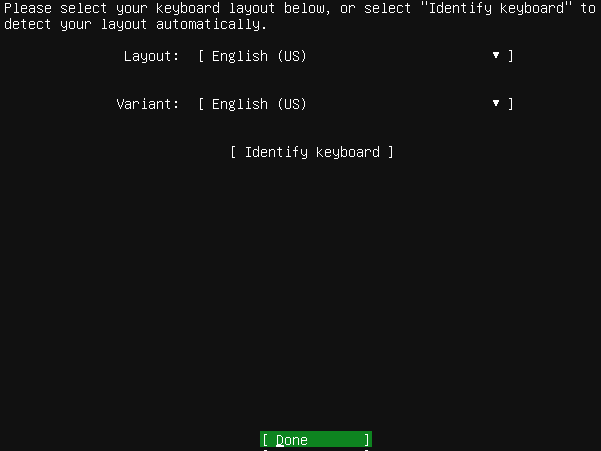 Please select your keyboard layout below, or select "Identify keyboard" to
detect your layout automatically.
Layout: [ English (US) ▼ ]
Variant: [ English (US) ▼ ]
[ Identify keyboard ]
[ Done ]